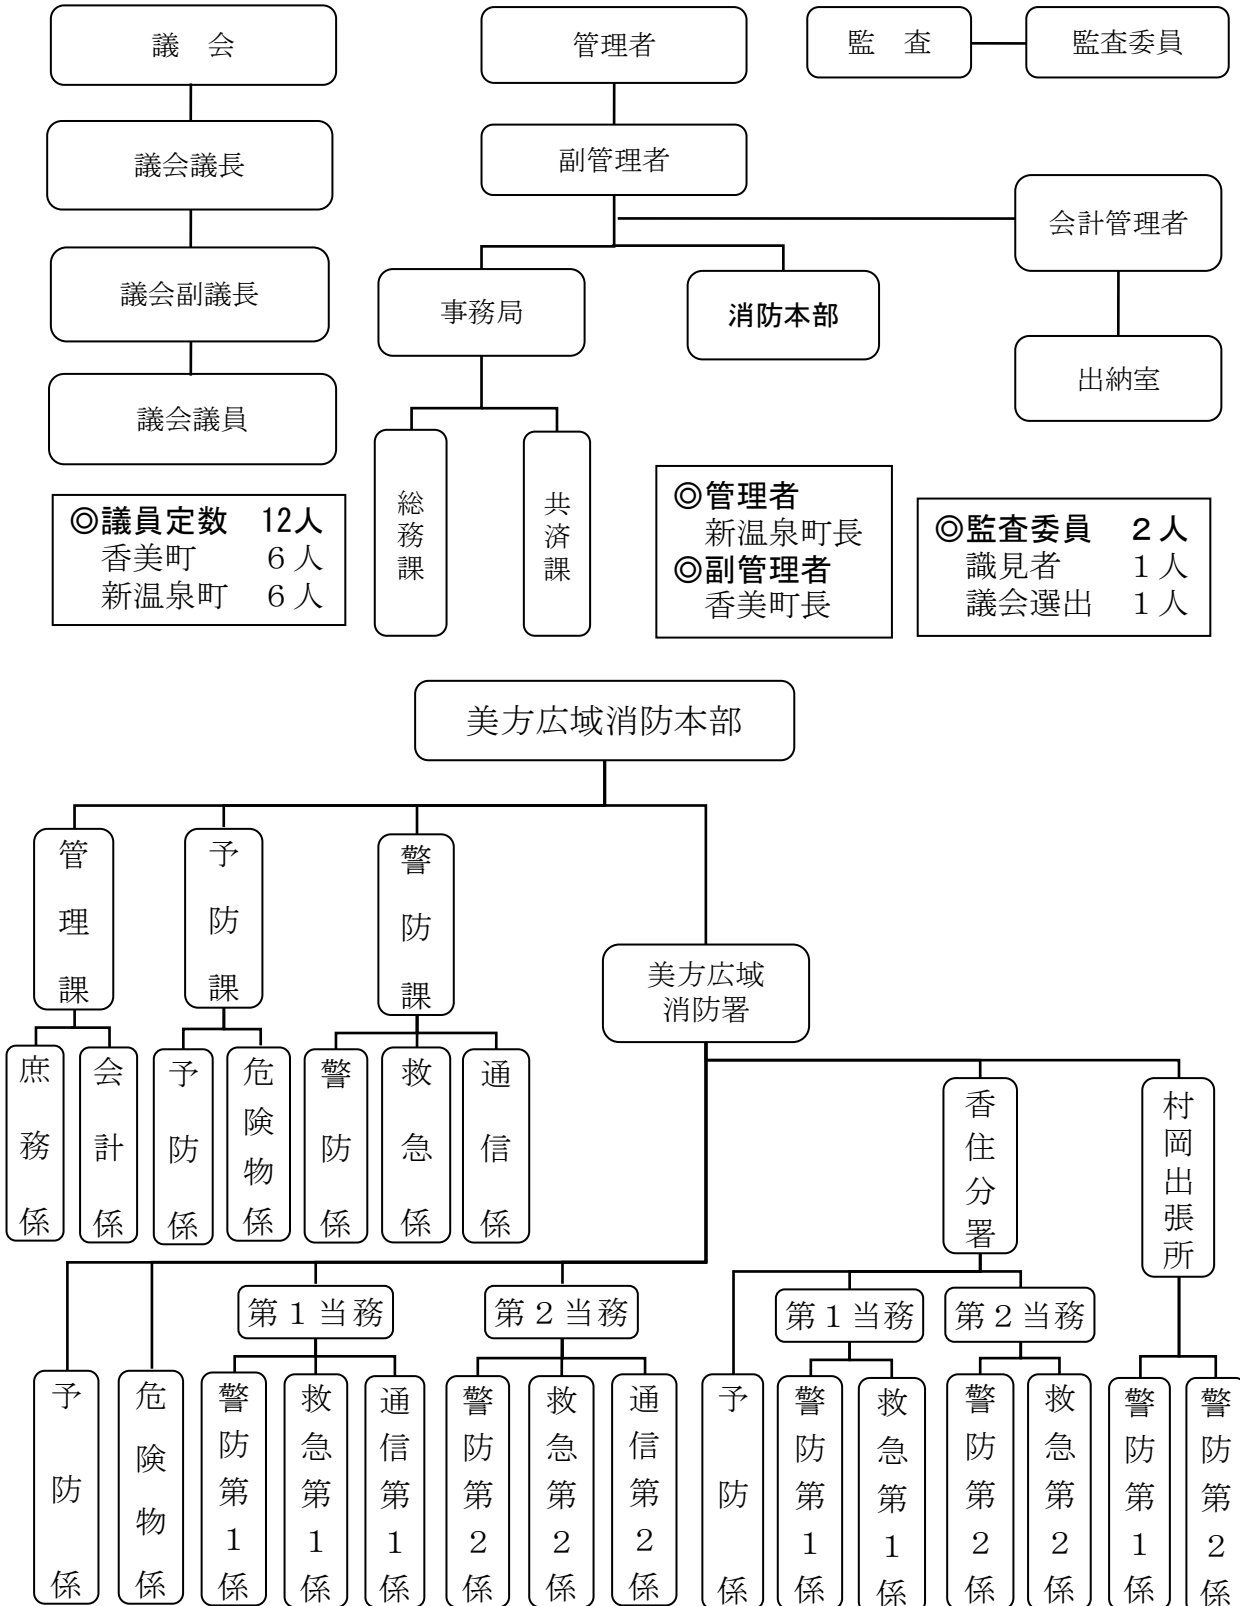 議　会
管理者
監　査
監査委員
議会議長
副管理者
会計管理者
議会副議長
事務局
消防本部
出納室
議会議員
総務課
共済課
◎議員定数　12人
香美町　　６人
新温泉町　６人
◎管理者
新温泉町長
◎副管理者
香美町長
◎監査委員　２人
識見者　　１人
議会選出　１人
美方広域消防本部
管理課
予防課
警防課
美方広域
消防署
庶務係
会計係
予防係
危険物係
警防係
救急係
通信係
香住分署
村岡出張所
第１当務
第２当務
第１当務
第２当務
予防係
危険物係
警防第１係
救急第１係
通信第１係
警防第２係
救急第２係
通信第２係
予防係
警防第１係
救急第１係
警防第２係
救急第２係
警防第１係
警防第２係